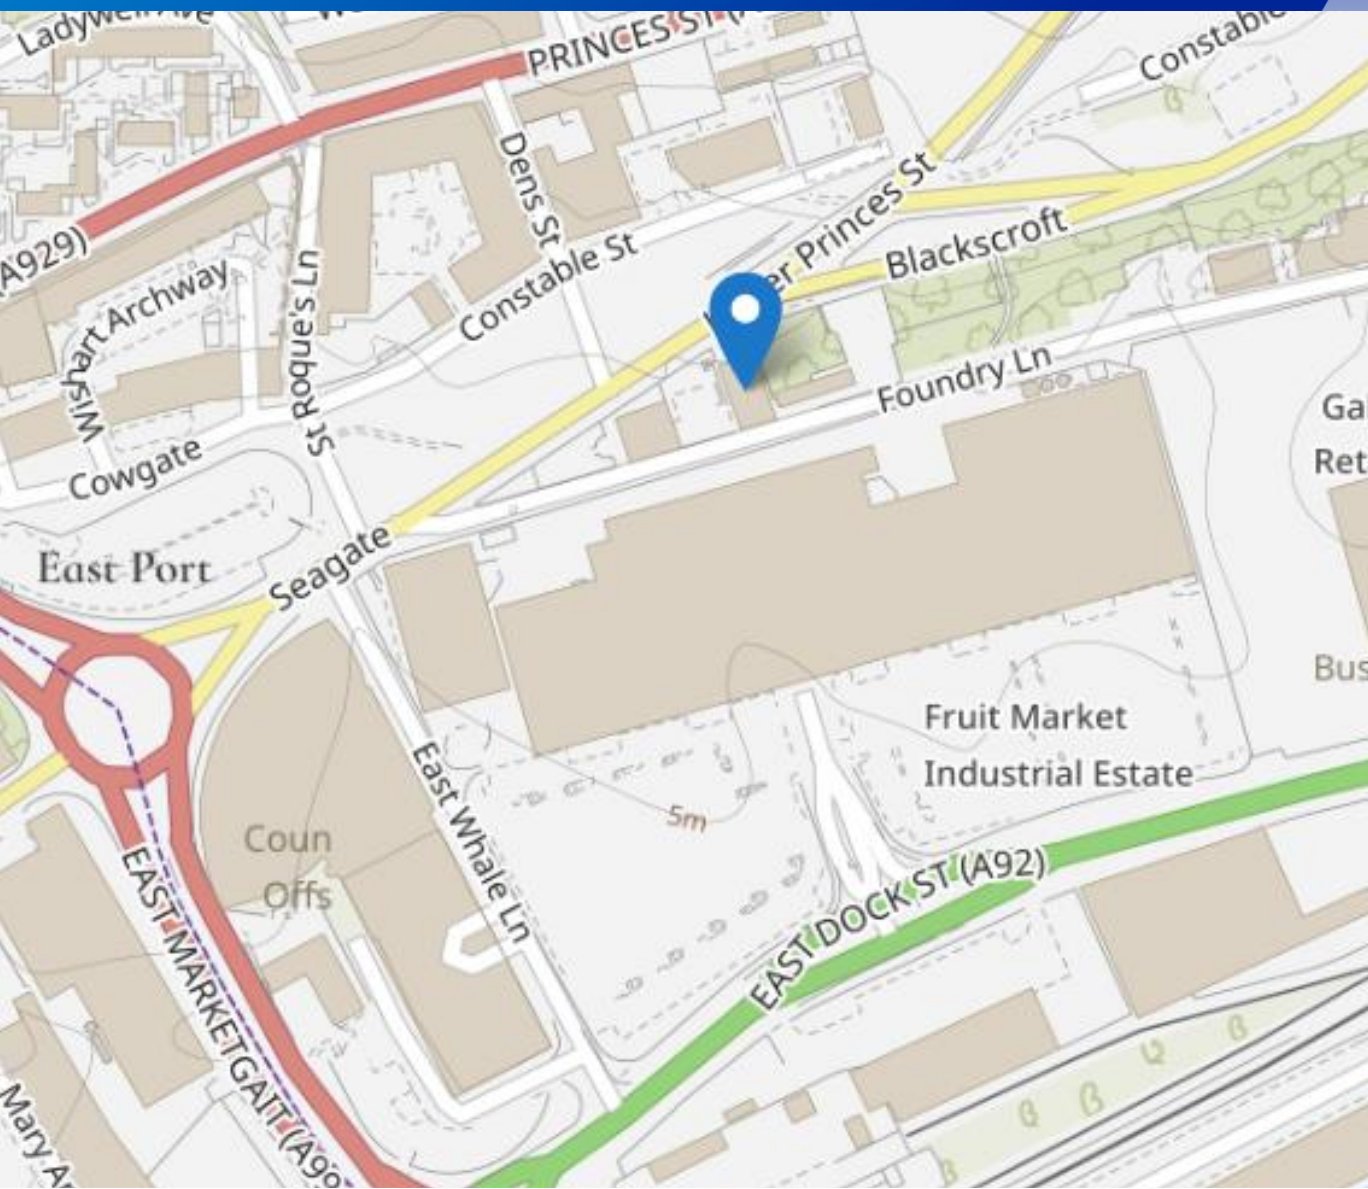 Ladywell Ave
PRINCES ST (A
Constable
Dens St
er Princes St
Blackscroft
(A929)
Wishart Archway
St Roque's Ln
Constable St
Foundry Ln
Cowgate
Ga
Ret
East Port
Seagate
Bus
Fruit Market
Industrial Estate
East Whale Ln
5m
Coun
Offs
EAST DOCK ST (A92)
EAST MARKETGAIT (A99
Mary A